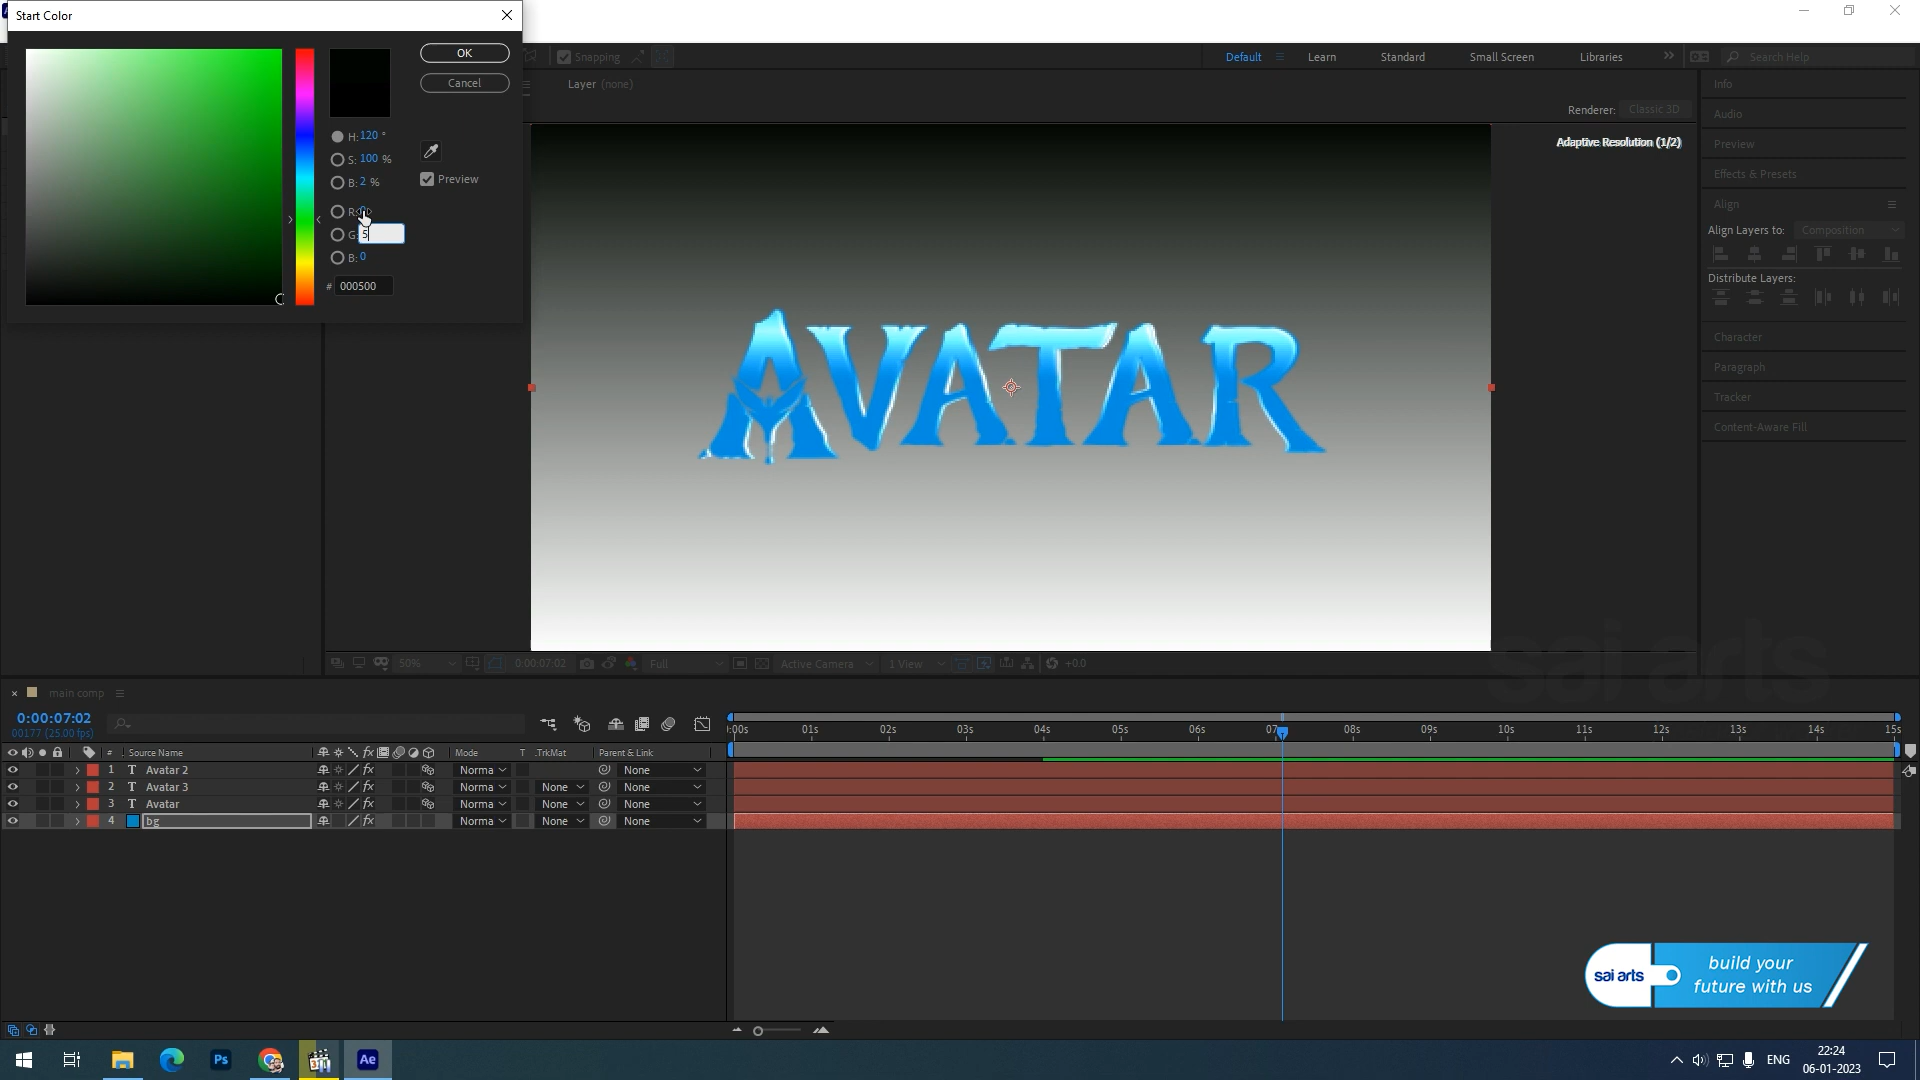 Start Color
OK
Cancel
H: 120 °
S: 100 %
B: 2 %
Preview
R:
G: 5
B: 0
# 000500
Snapping
Default
Learn
Standard
Small Screen
Libraries
Search Help
Layer (none)
Renderer: Classic 3D
Adaptive Resolution (1/2)
Info
Audio
Preview
Effects & Presets
Align
Align Layers to: Composition
Distribute Layers:
Character
Paragraph
Tracker
Content-Aware Fill
AVATAR
sai arts
50%
0:00:07:02
Full
Active Camera
1 View
+0.0
main comp
0:00:07:02
00177 (25.00 fps)
:00s 01s 02s 03s 04s 05s 06s 07 08s 09s 10s 11s 12s 13s 14s 15s
# Source Name Mode T .TrkMat Parent & Link
1 T Avatar 2 Norma None
2 T Avatar 3 Norma None None
3 T Avatar Norma None None
4 bg Norma None None
sai arts
build your
future with us
Ps
Ae
ENG
22:24
06-01-2023